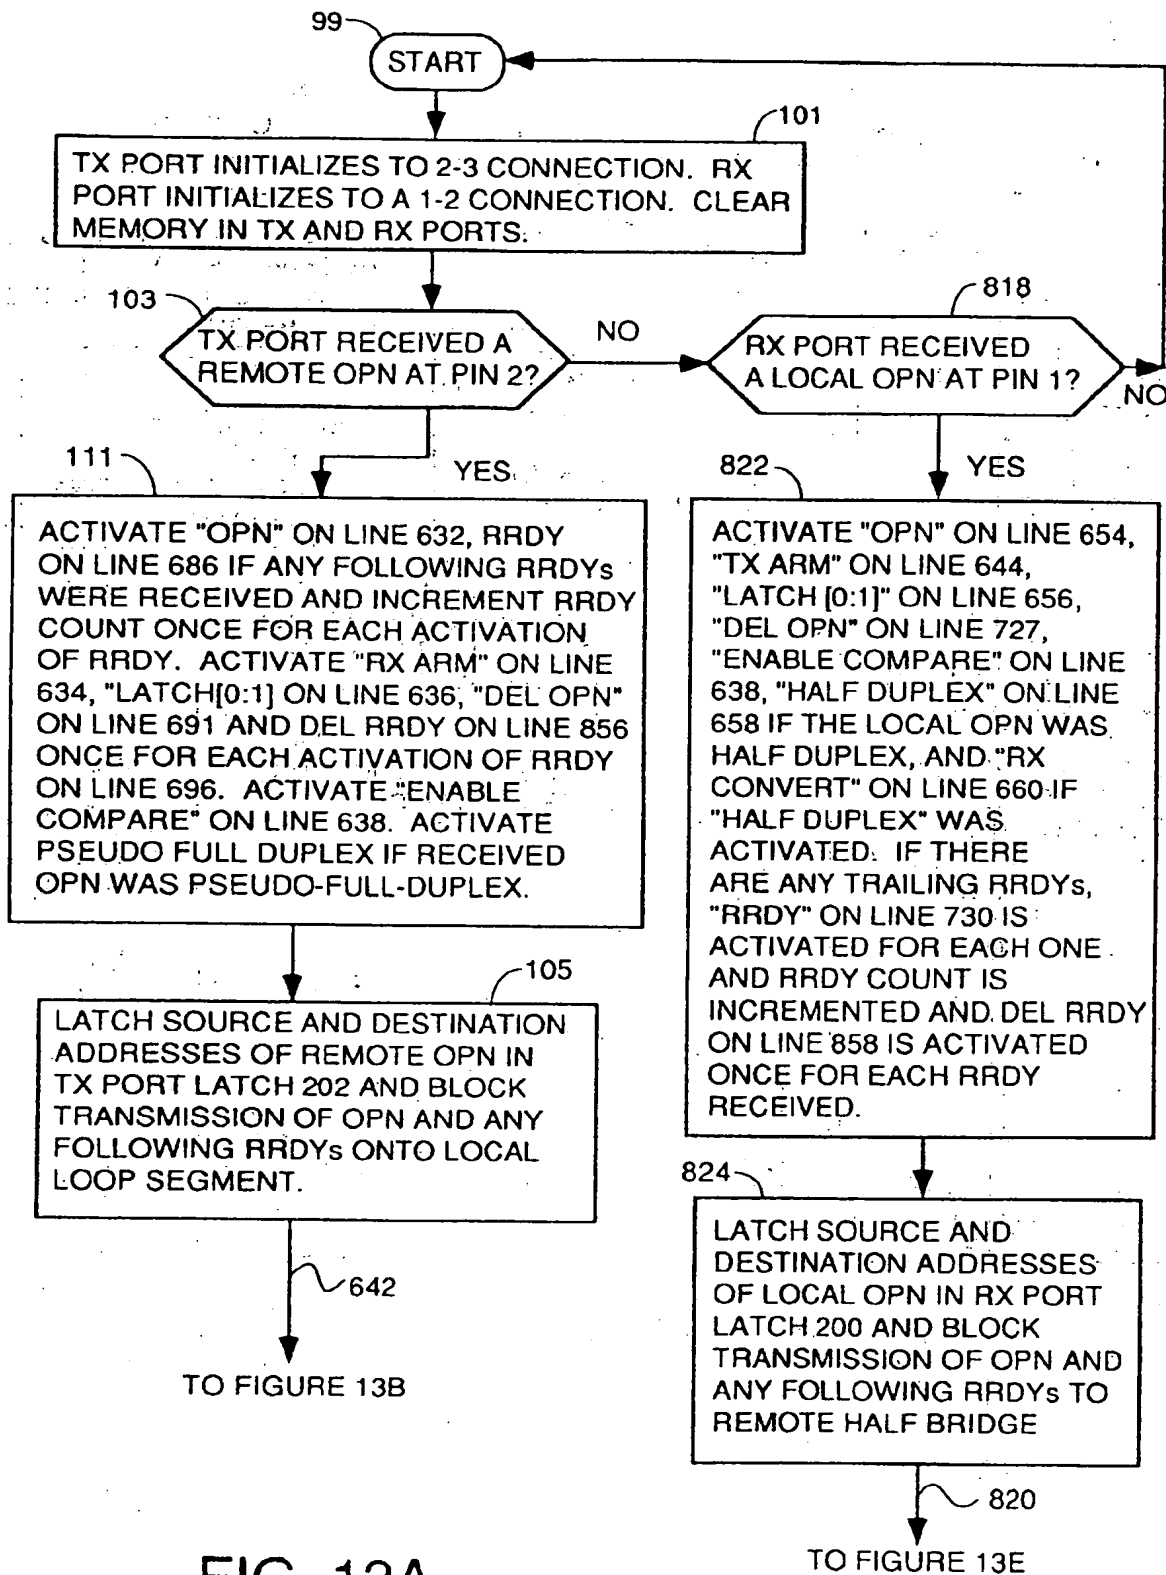 99
START
101
TX PORT INITIALIZES TO 2-3 CONNECTION. RX
PORT INITIALIZES TO A 1-2 CONNECTION. CLEAR
MEMORY IN TX AND RX PORTS.
103
TX PORT RECEIVED A
REMOTE OPN AT PIN 2?
NO
818
RX PORT RECEIVED
A LOCAL OPN AT PIN 1?
NO
111
YES
ACTIVATE "OPN" ON LINE 632, RRDY
ON LINE 686 IF ANY FOLLOWING RRDYs
WERE RECEIVED AND INCREMENT RRDY
COUNT ONCE FOR EACH ACTIVATION
OF RRDY. ACTIVATE "RX ARM" ON LINE
634, "LATCH[0:1] ON LINE 636, "DEL OPN"
ON LINE 691 AND DEL RRDY ON LINE 856
ONCE FOR EACH ACTIVATION OF RRDY
ON LINE 696. ACTIVATE "ENABLE
COMPARE" ON LINE 638. ACTIVATE
PSEUDO FULL DUPLEX IF RECEIVED
OPN WAS PSEUDO-FULL-DUPLEX.
105
LATCH SOURCE AND DESTINATION
ADDRESSES OF REMOTE OPN IN
TX PORT LATCH 202 AND BLOCK
TRANSMISSION OF OPN AND ANY
FOLLOWING RRDYs ONTO LOCAL
LOOP SEGMENT.
642
TO FIGURE 13B
822
YES
ACTIVATE "OPN" ON LINE 654,
"TX ARM" ON LINE 644,
"LATCH [0:1]" ON LINE 656,
"DEL OPN" ON LINE 727,
"ENABLE COMPARE" ON LINE
638, "HALF DUPLEX" ON LINE
658 IF THE LOCAL OPN WAS
HALF DUPLEX, AND "RX
CONVERT" ON LINE 660 IF
"HALF DUPLEX" WAS
ACTIVATED. IF THERE
ARE ANY TRAILING RRDYs,
"RRDY" ON LINE 730 IS
ACTIVATED FOR EACH ONE
AND RRDY COUNT IS
INCREMENTED AND DEL RRDY
ON LINE 858 IS ACTIVATED
ONCE FOR EACH RRDY
RECEIVED.
824
LATCH SOURCE AND
DESTINATION ADDRESSES
OF LOCAL OPN IN RX PORT
LATCH 200 AND BLOCK
TRANSMISSION OF OPN AND
ANY FOLLOWING RRDYs TO
REMOTE HALF BRIDGE
820
TO FIGURE 13E
FIG. 13A